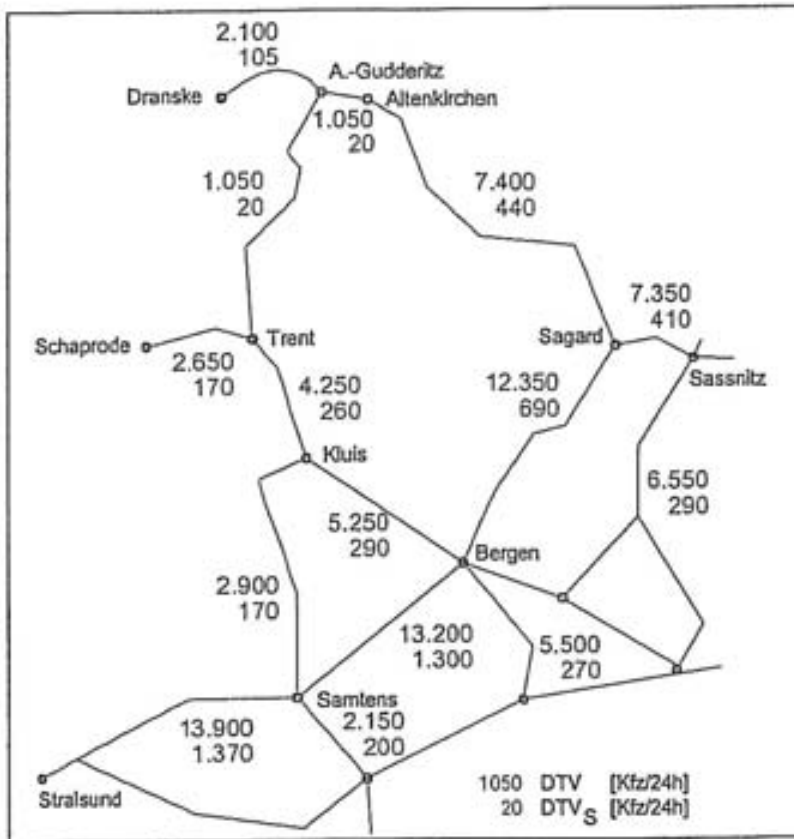 2.100
105
A.-Gudderitz
Dranske
Altenkirchen
1.050
20
1.050
20
7.400
440
7.350
410
Schaprode
Trent
Sagard
Sassnitz
2.650
170
4.250
260
12.350
690
Kluis
6.550
290
5.250
290
Bergen
2.900
170
13.200
1.300
5.500
270
Samtens
13.900
1.370
2.150
200
Stralsund
1050 DTV [Kfz/24h]
20 DTVS [Kfz/24h]